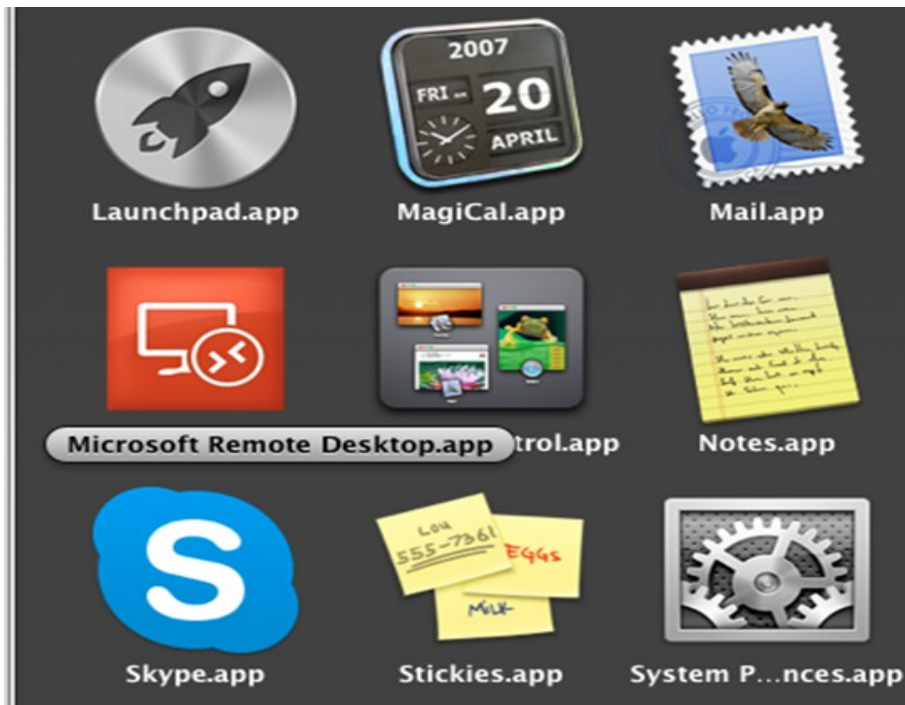 2007
FRI
20
APRIL
Launchpad.app
MagiCal.app
Mail.app
Microsoft Remote Desktop.app
trol.app
Notes.app
S
LOU
555-7361
EGGS
MILK
Skype.app
Stickies.app
System P...nces.app